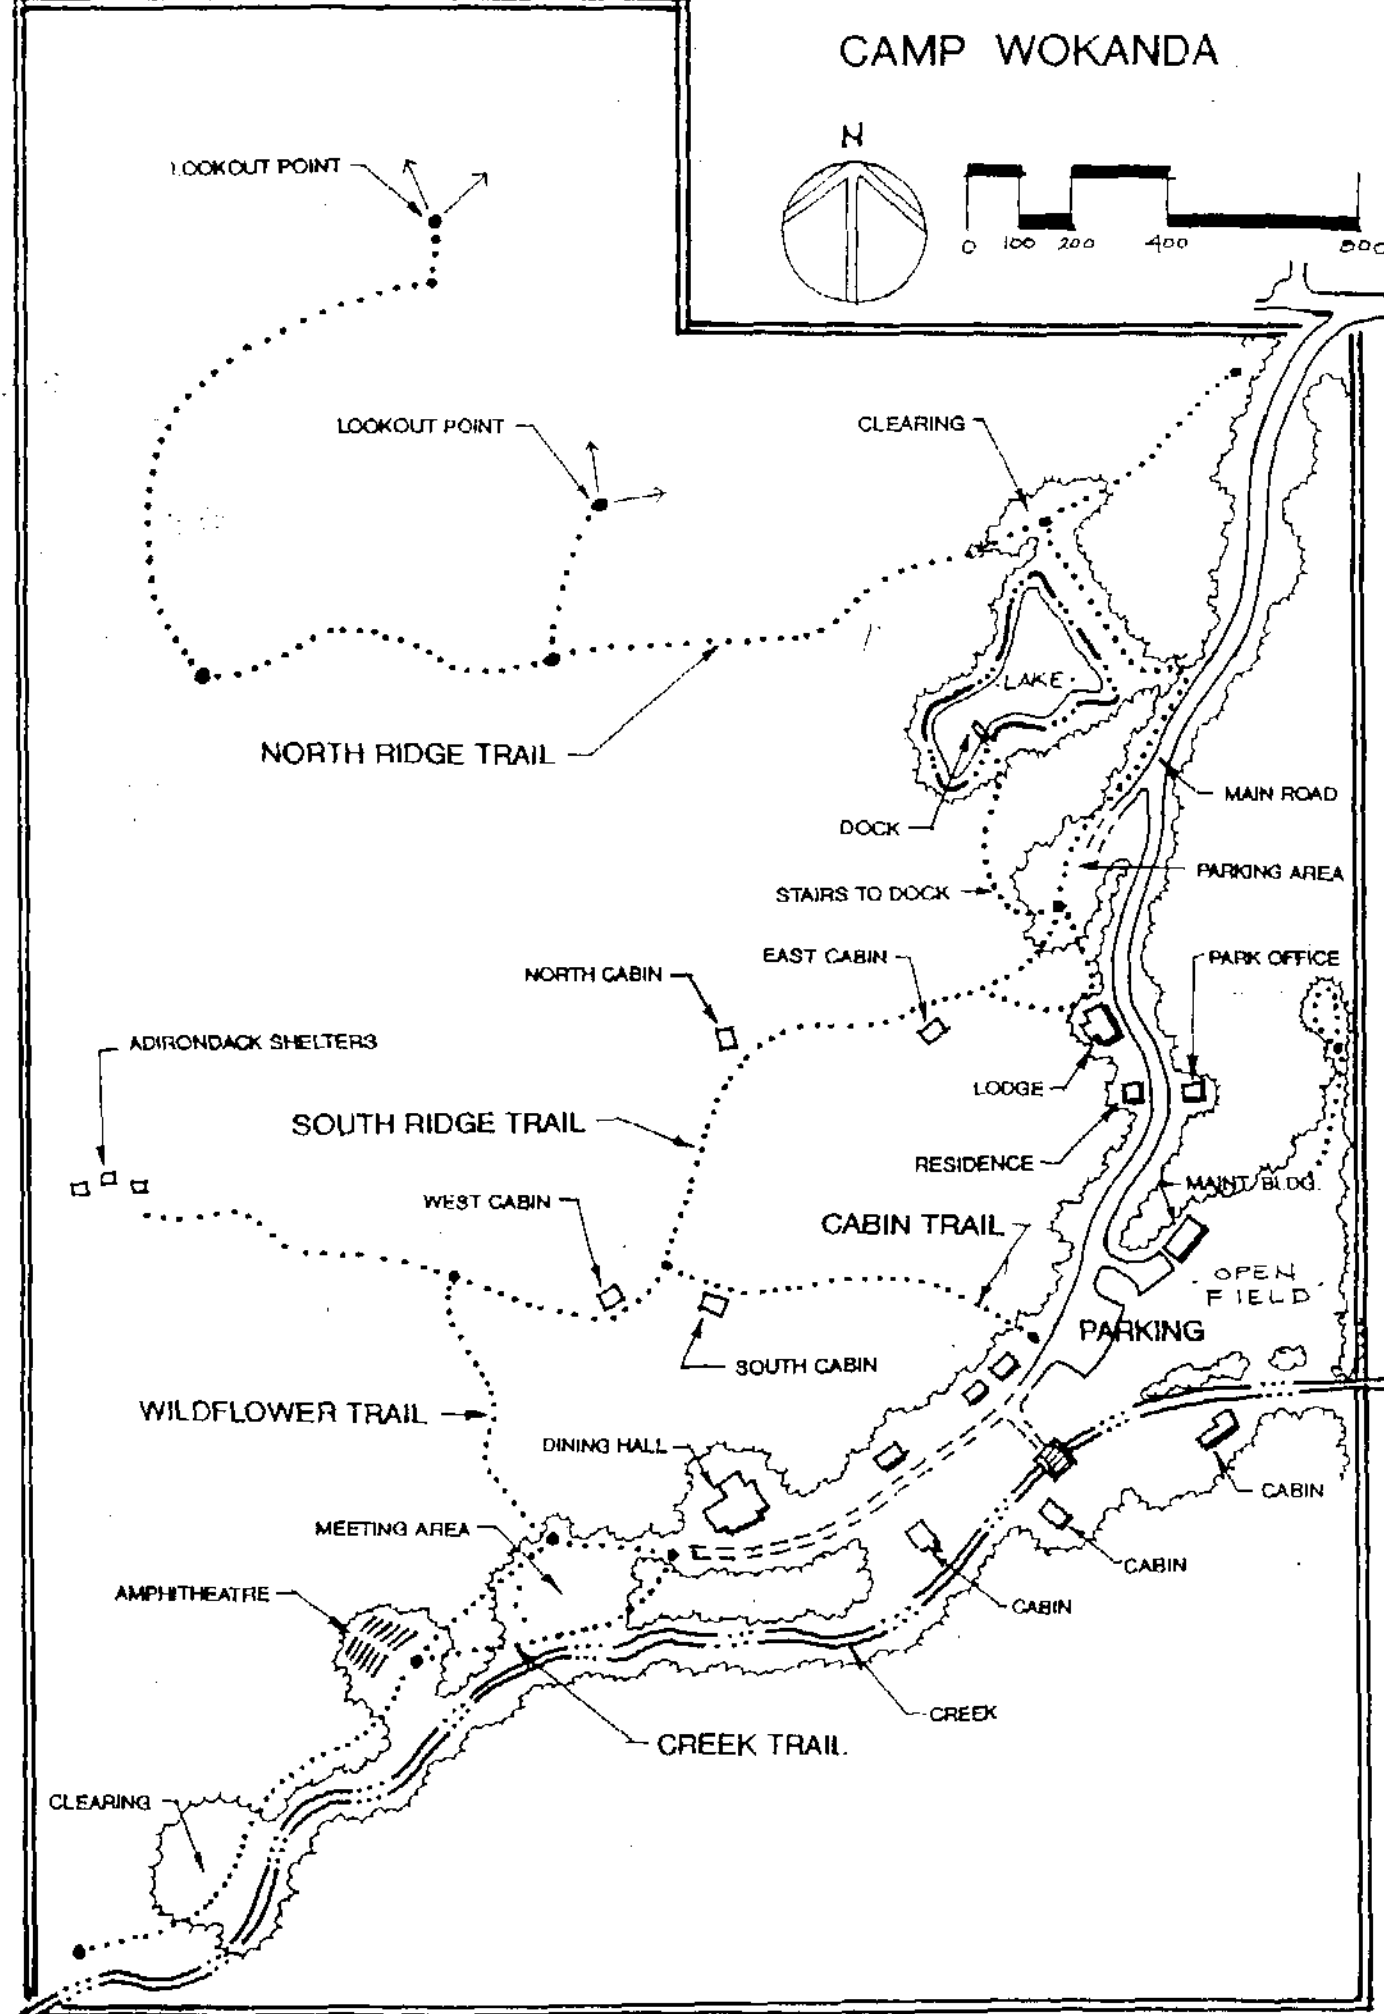 CAMP WOKANDA
N
0 100 200 400 800
LOOKOUT POINT
LOOKOUT POINT
CLEARING
NORTH RIDGE TRAIL
LAKE
MAIN ROAD
DOCK
PARKING AREA
STAIRS TO DOCK
EAST CABIN
PARK OFFICE
NORTH CABIN
ADIRONDACK SHELTERS
LODGE
SOUTH RIDGE TRAIL
RESIDENCE
MAINT. BLDG.
WEST CABIN
CABIN TRAIL
OPEN
FIELD
PARKING
SOUTH CABIN
WILDFLOWER TRAIL
DINING HALL
CABIN
MEETING AREA
CABIN
AMPHITHEATRE
CABIN
CREEK
CREEK TRAIL
CLEARING